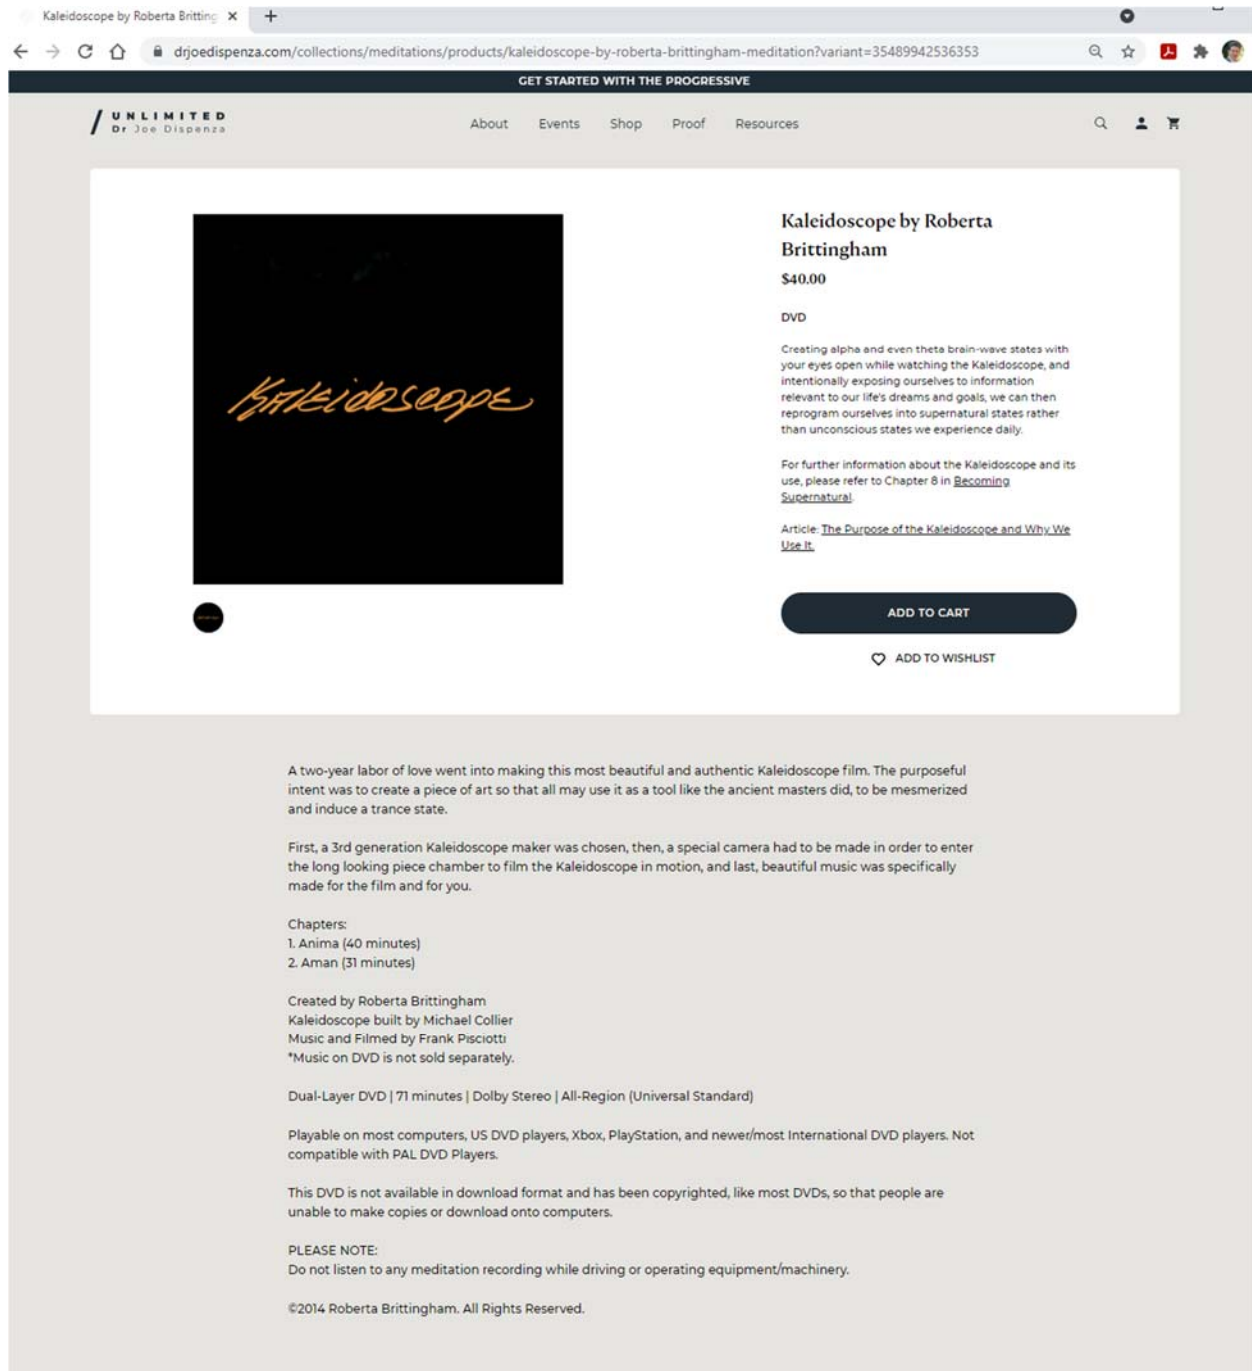 Kaleidoscope by Roberta Britting
drjoedispenza.com/collections/meditations/products/kaleidoscope-by-roberta-brittingham-meditation?variant=35489942536353
GET STARTED WITH THE PROGRESSIVE
UNLIMITED
Dr Joe Dispenza
About Events Shop Proof Resources
KALEidoscope
Kaleidoscope by Roberta
Brittingham
$40.00
DVD
Creating alpha and even theta brain-wave states with
your eyes open while watching the Kaleidoscope, and
intentionally exposing ourselves to information
relevant to our life's dreams and goals, we can then
reprogram ourselves into supernatural states rather
than unconscious states we experience daily.
For further information about the Kaleidoscope and its
use, please refer to Chapter 8 in Becoming
Supernatural.
Article: The Purpose of the Kaleidoscope and Why We
Use It.
ADD TO CART
ADD TO WISHLIST
A two-year labor of love went into making this most beautiful and authentic Kaleidoscope film. The purposeful
intent was to create a piece of art so that all may use it as a tool like the ancient masters did, to be mesmerized
and induce a trance state.
First, a 3rd generation Kaleidoscope maker was chosen, then, a special camera had to be made in order to enter
the long looking piece chamber to film the Kaleidoscope in motion, and last, beautiful music was specifically
made for the film and for you.
Chapters:
1. Anima (40 minutes)
2. Aman (31 minutes)
Created by Roberta Brittingham
Kaleidoscope built by Michael Collier
Music and Filmed by Frank Pisciotti
*Music on DVD is not sold separately.
Dual-Layer DVD | 71 minutes | Dolby Stereo | All-Region (Universal Standard)
Playable on most computers, US DVD players, Xbox, PlayStation, and newer/most International DVD players. Not
compatible with PAL DVD Players.
This DVD is not available in download format and has been copyrighted, like most DVDs, so that people are
unable to make copies or download onto computers.
PLEASE NOTE:
Do not listen to any meditation recording while driving or operating equipment/machinery.
©2014 Roberta Brittingham. All Rights Reserved.